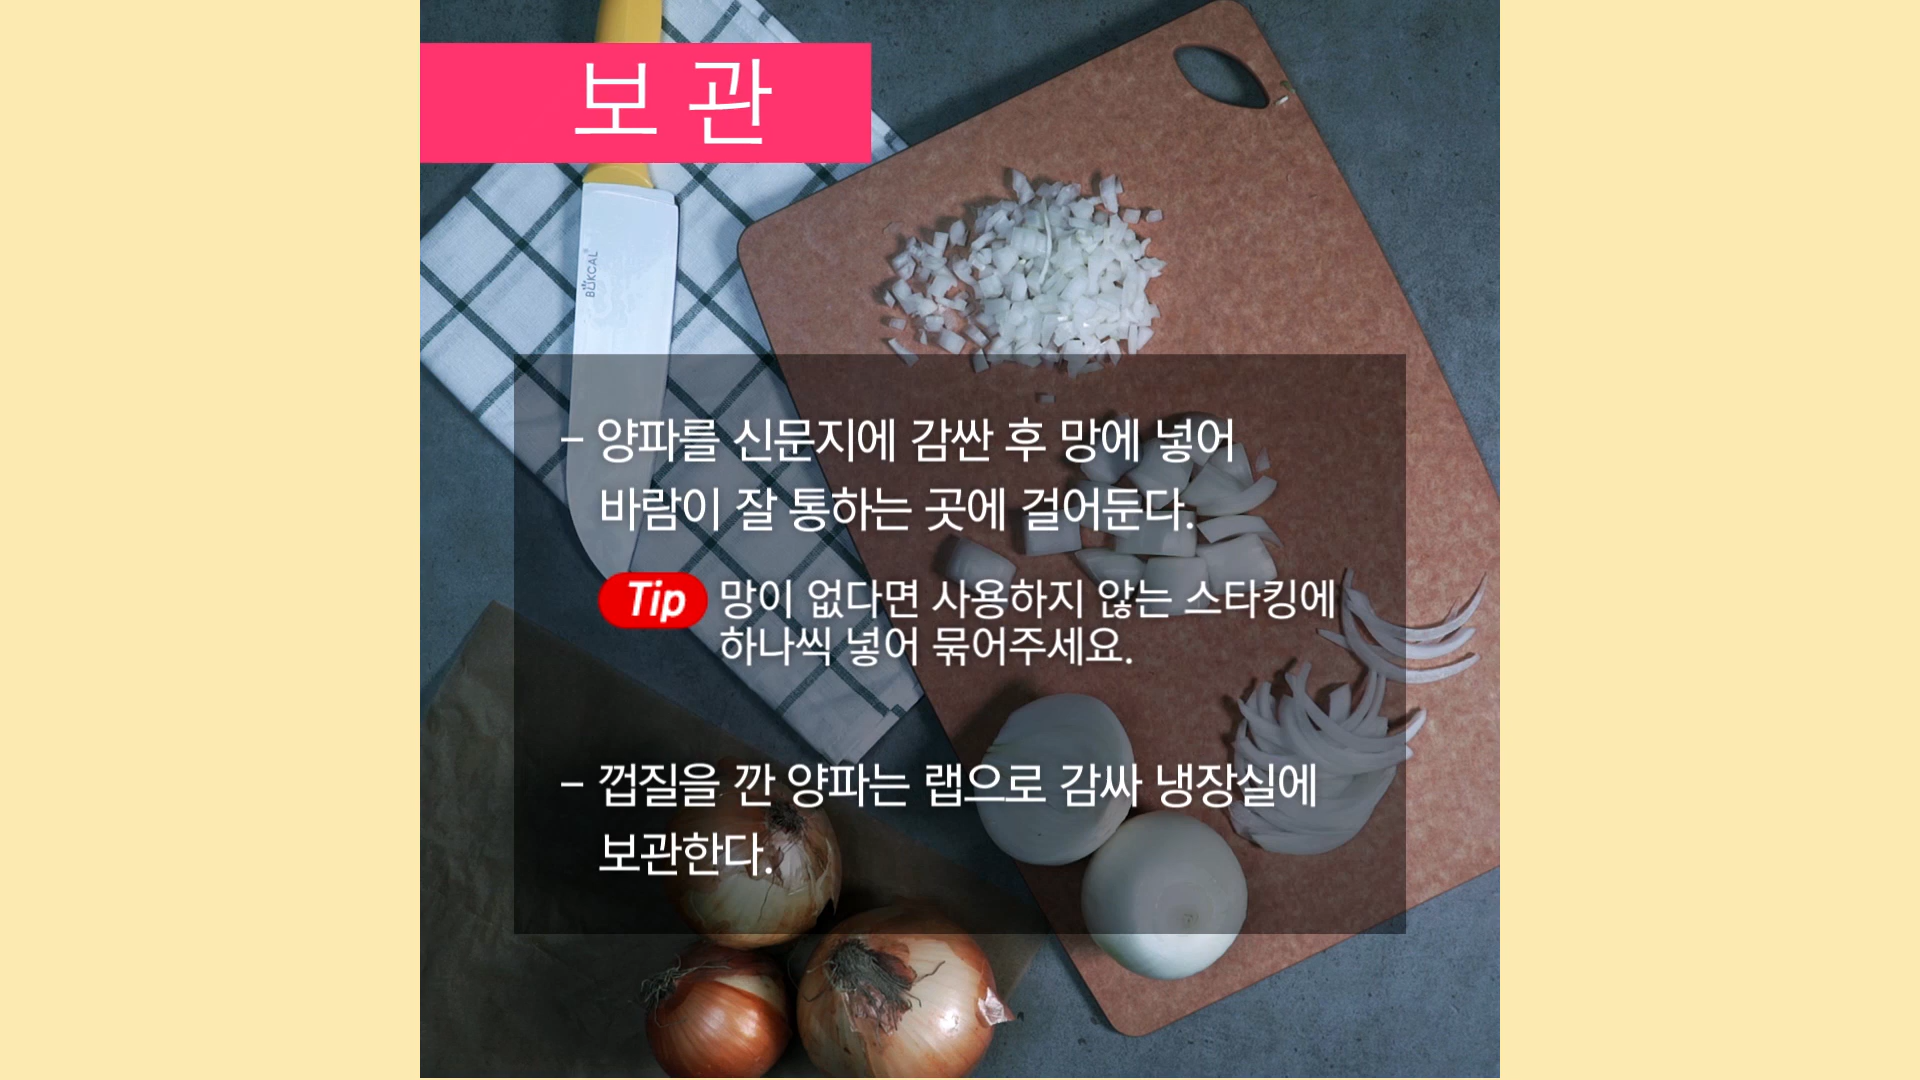 보관
BUKCAL
- 양파를 신문지에 감싼 후 망에 넣어
바람이 잘 통하는 곳에 걸어둔다.
Tip 망이 없다면 사용하지 않는 스타킹에
하나씩 넣어 묶어주세요.
- 껍질을 깐 양파는 랩으로 감싸 냉장실에
보관한다.